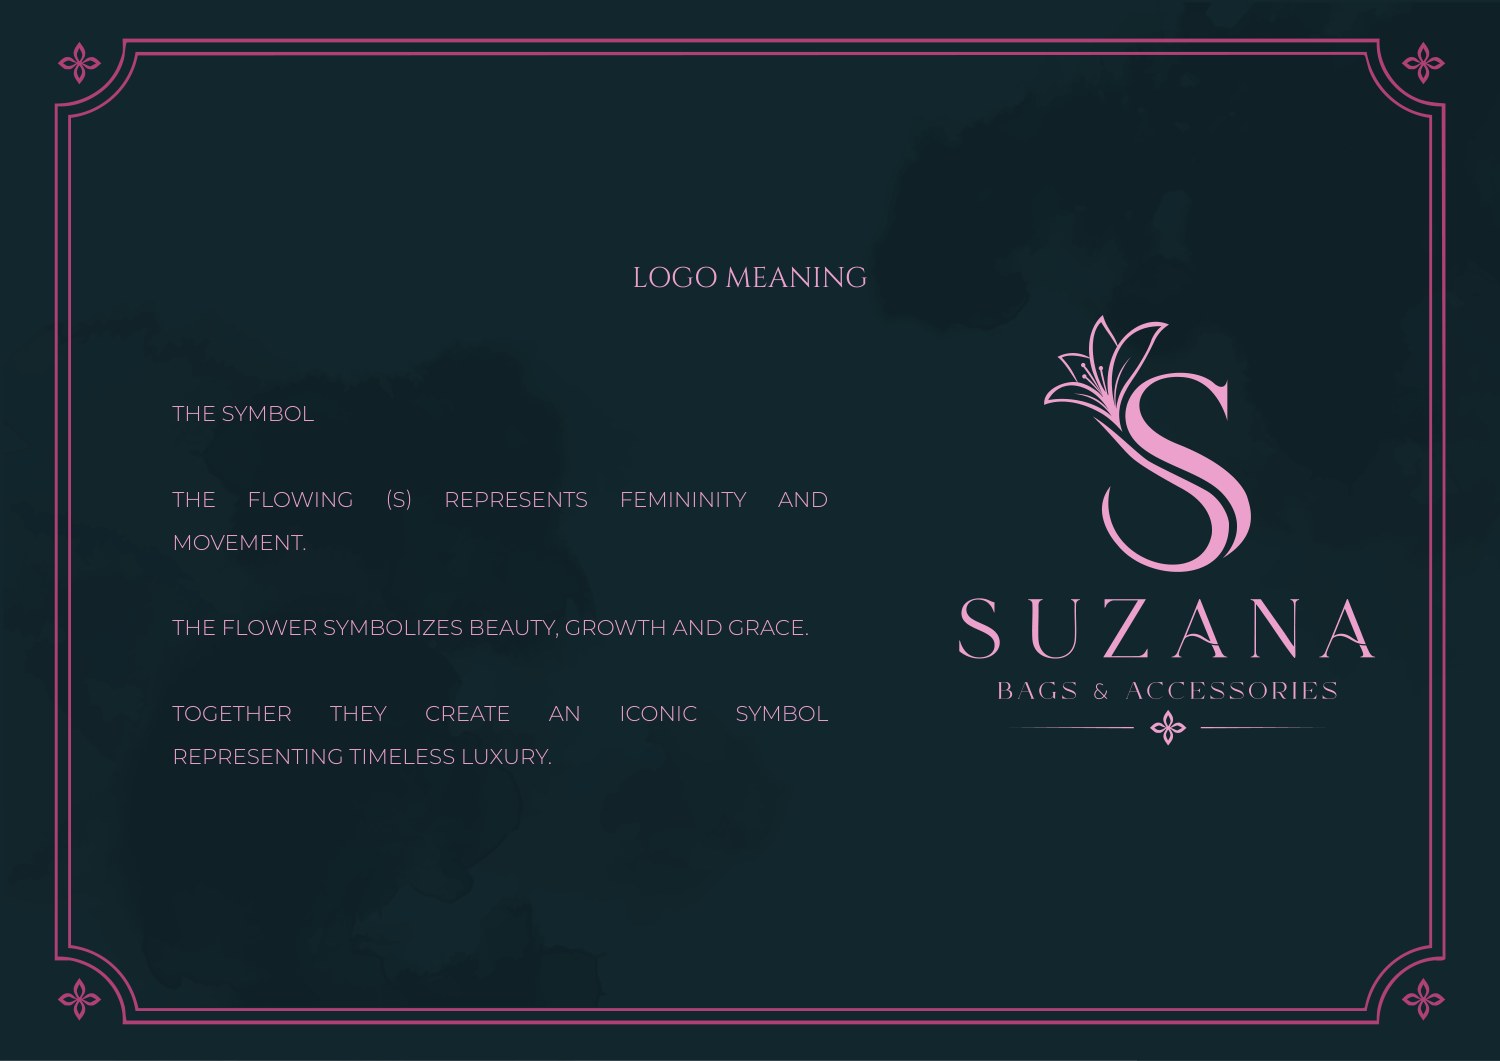 LOGO MEANING
THE SYMBOL
THE FLOWING (S) REPRESENTS FEMININITY AND
MOVEMENT.
THE FLOWER SYMBOLIZES BEAUTY, GROWTH AND GRACE.
TOGETHER THEY CREATE AN ICONIC SYMBOL
REPRESENTING TIMELESS LUXURY.
S
SUZANA
BAGS & ACCESSORIES